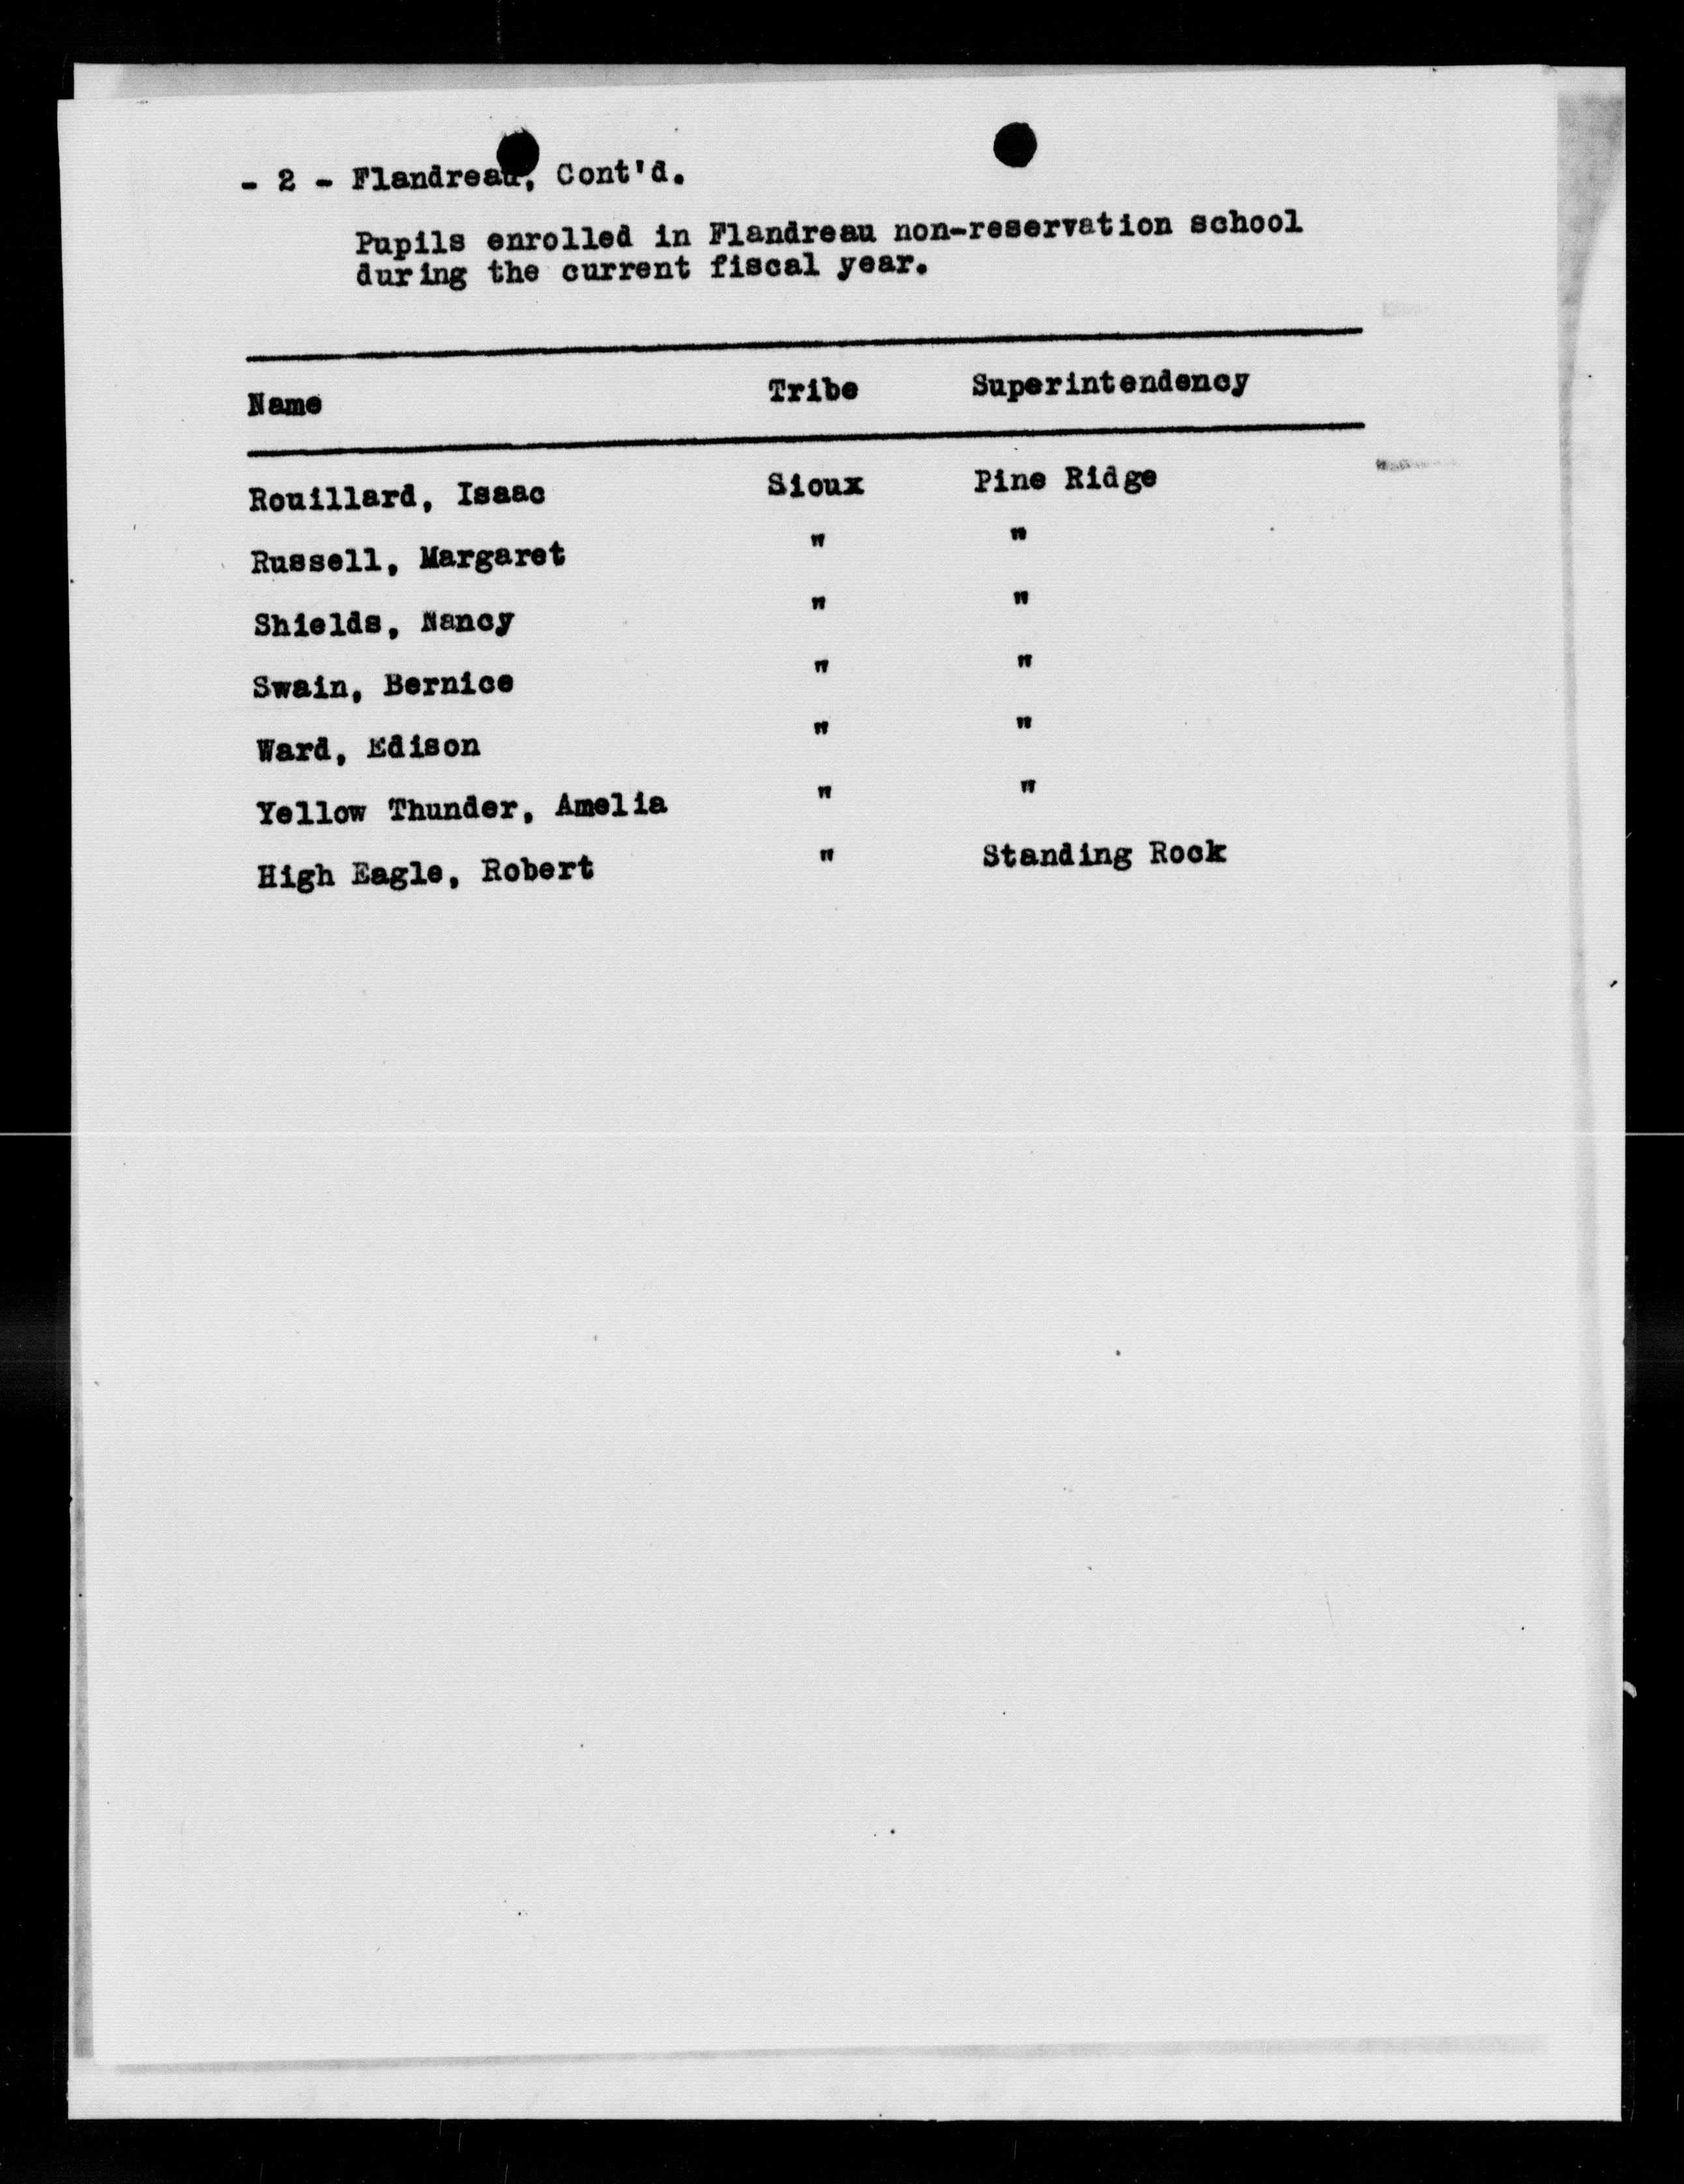 - 2 - Flandreau, Cont'd.
Pupils enrolled in Flandreau non-reservation school
during the current fiscal year.
Name Tribe Superintendency
Rouillard, Isaac Sioux Pine Ridge
Russell, Margaret " "
Shields, Nancy " "
Swain, Bernice " "
Ward, Edison " "
Yellow Thunder, Amelia " "
High Eagle, Robert " Standing Rock